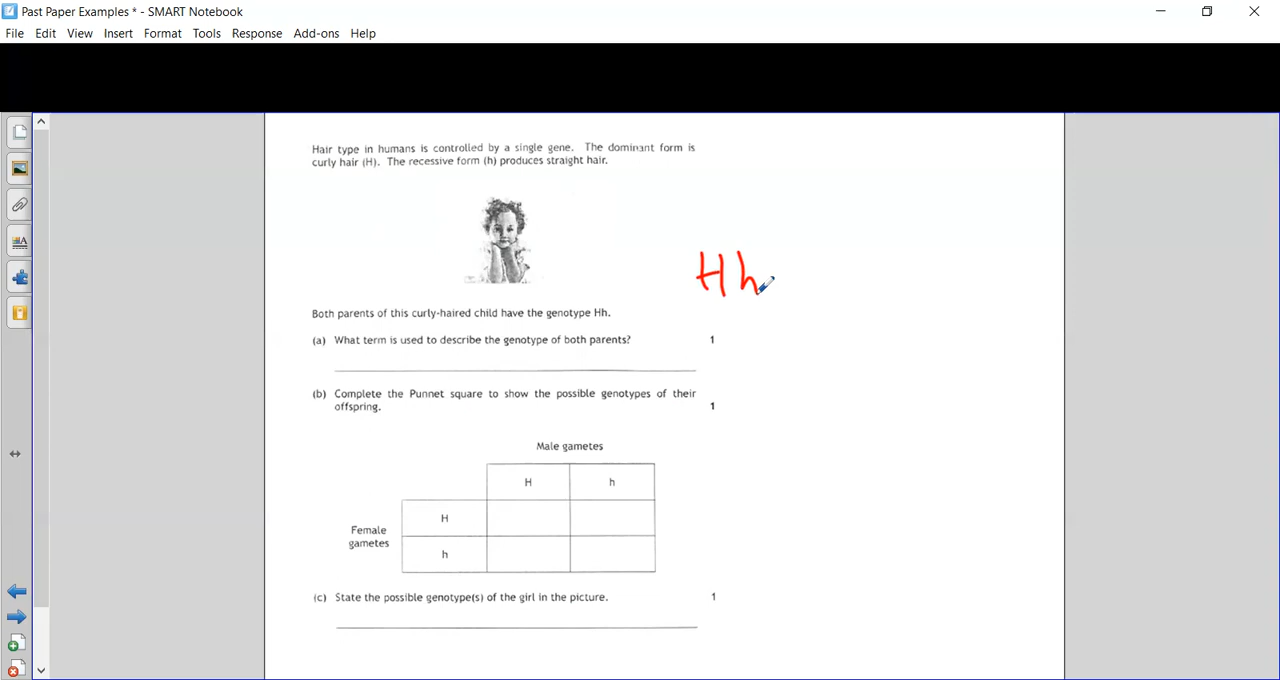 Past Paper Examples * - SMART Notebook
File Edit View Insert Format Tools Response Add-ons Help
Hair type in humans is controlled by a single gene. The dominant form is
curly hair (H). The recessive form (h) produces straight hair.
H h
Both parents of this curly-haired child have the genotype Hh.
(a) What term is used to describe the genotype of both parents? 1
(b) Complete the Punnet square to show the possible genotypes of their
offspring. 1
Male gametes
H h
H
Female
gametes
h
(c) State the possible genotype(s) of the girl in the picture. 1